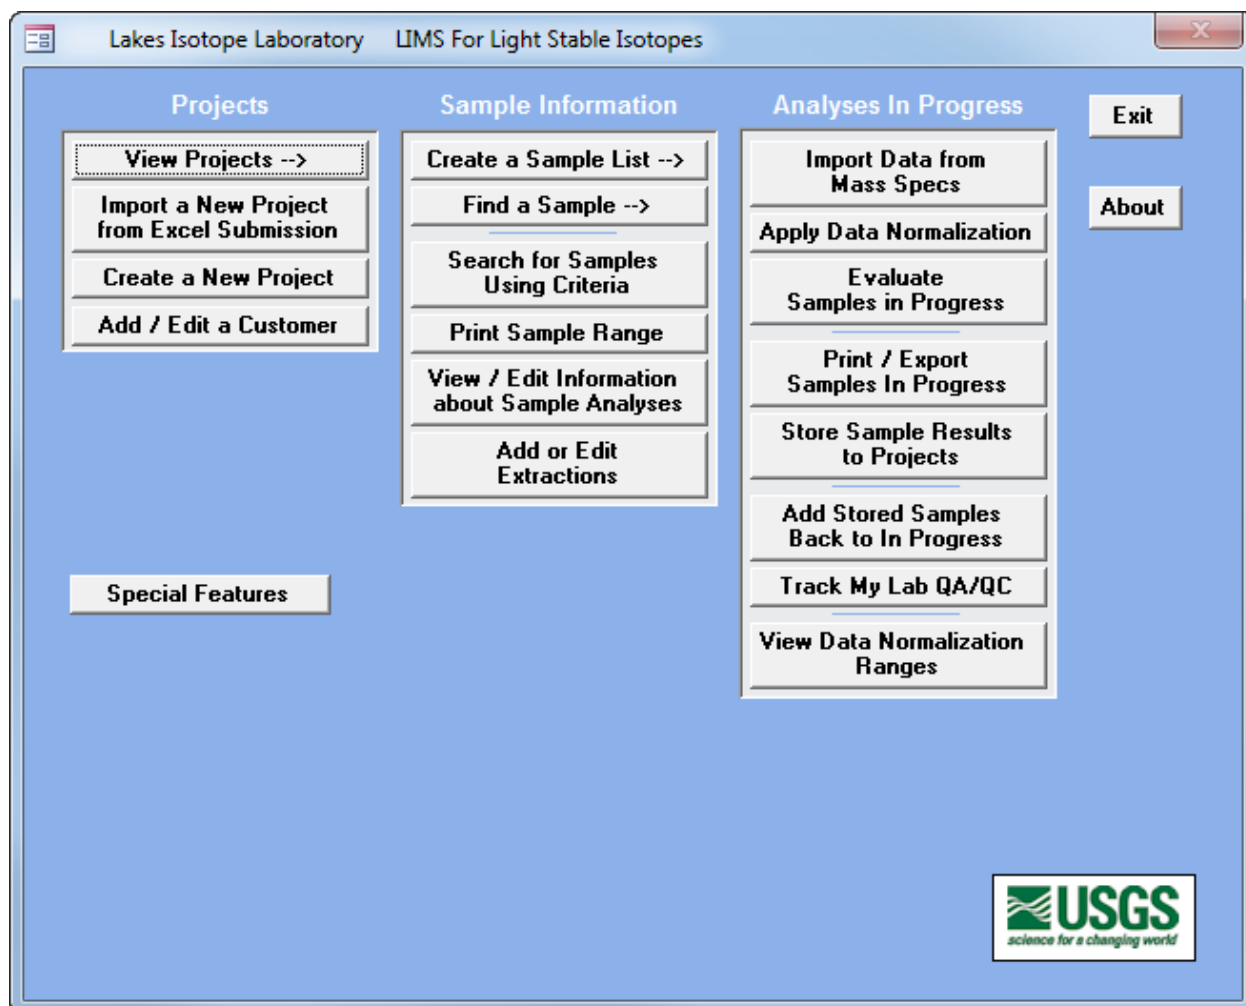 Lakes Isotope Laboratory LIMS For Light Stable Isotopes
Projects
View Projects -->
Import a New Project
from Excel Submission
Create a New Project
Add / Edit a Customer
Special Features
Sample Information
Create a Sample List -->
Find a Sample -->
Search for Samples
Using Criteria
Print Sample Range
View / Edit Information
about Sample Analyses
Add or Edit
Extractions
Analyses In Progress
Import Data from
Mass Specs
Apply Data Normalization
Evaluate
Samples in Progress
Print / Export
Samples In Progress
Store Sample Results
to Projects
Add Stored Samples
Back to In Progress
Track My Lab QA/QC
View Data Normalization
Ranges
Exit
About
USGS
science for a changing world